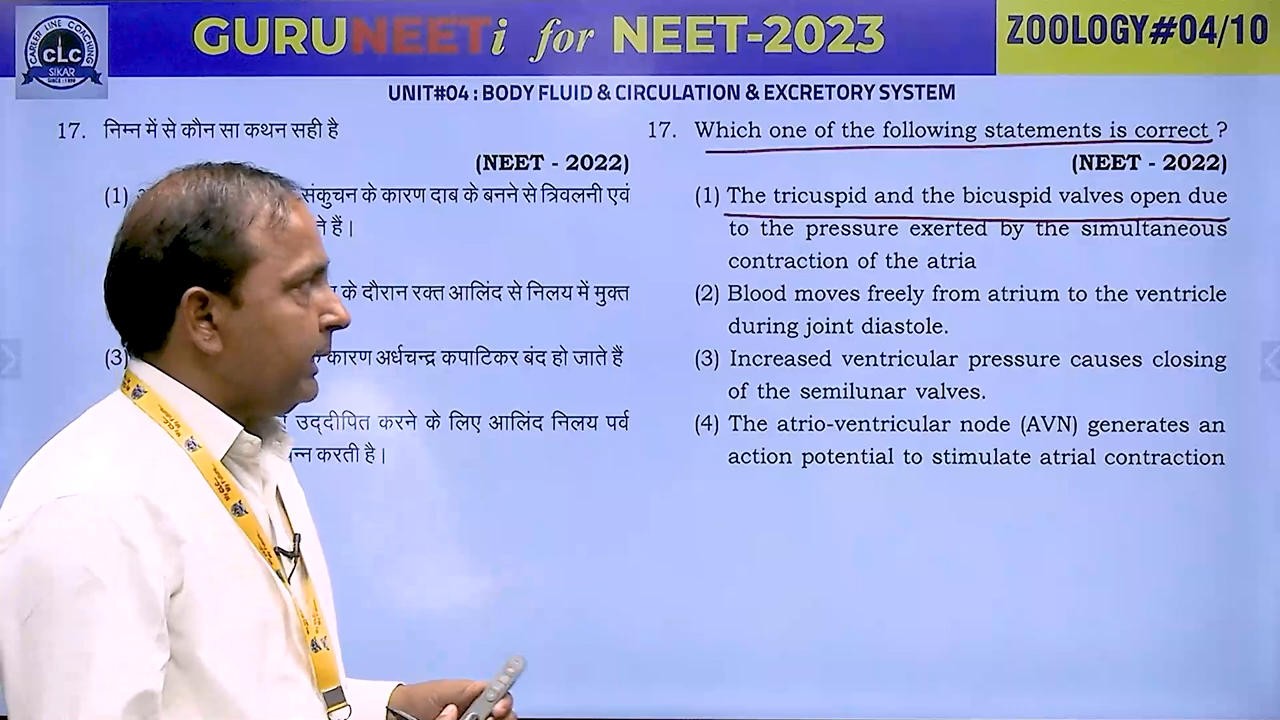 CAREER LINE COACHING
CLC
SIKAR
SINCE : 1996
GURUNEETi for NEET-2023
ZOOLOGY#04/10
UNIT#04 : BODY FLUID & CIRCULATION & EXCRETORY SYSTEM
17. निम्न में से कौन सा कथन सही है
(NEET - 2022)
(1) संकुचन के कारण दाब के बनने से त्रिवलनी एवं
हैं।
के दौरान रक्त आलिंद से निलय में मुक्त
(3) कारण अर्धचन्द्र कपाटिकर बंद हो जाते हैं
उद्दीपित करने के लिए आलिंद निलय पर्व
करती है।
17. Which one of the following statements is correct ?
(NEET - 2022)
(1) The tricuspid and the bicuspid valves open due
to the pressure exerted by the simultaneous
contraction of the atria
(2) Blood moves freely from atrium to the ventricle
during joint diastole.
(3) Increased ventricular pressure causes closing
of the semilunar valves.
(4) The atrio-ventricular node (AVN) generates an
action potential to stimulate atrial contraction